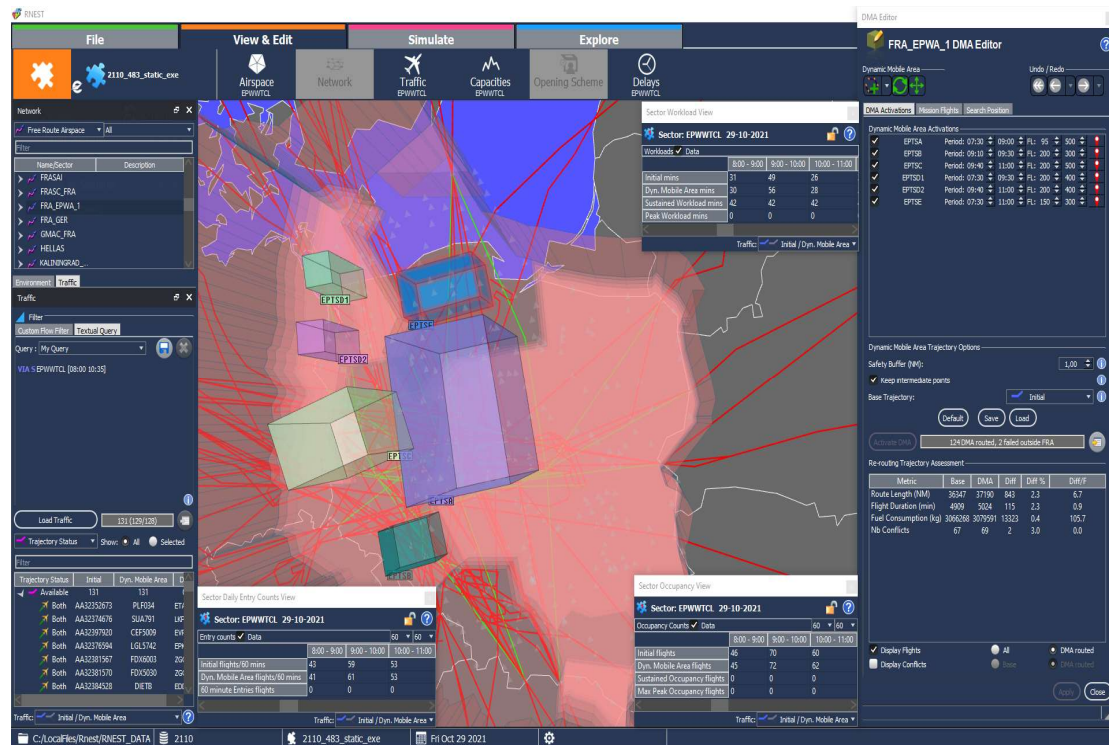 RNEST
File View & Edit Simulate Explore
2110_483_static_exe
Airspace Network Traffic Capacities Opening Scheme Delays
EPWWTCL EPWWTCL EPWWTCL EPWWTCL
Network
Free Route Airspace All
Filter
Name/Sector Description
FRASAI
FRASC_FRA
FRA_EPWA_1
FRA_GER
GMAC_FRA
HELLAS
KALININGRAD_...
Environment Traffic
Traffic
Filter
Custom Flow Filter Textual Query
Query : My Query
VIA S EPWWTCL [08:00 10:35]
Load Traffic 131 (129/128)
Trajectory Status Show: All Selected
Filter
Trajectory Status Initial Dyn. Mobile Area D
Available 131 131
Both AA32352673 PLF034 ETA
Both AA32374676 SUA791 LKP
Both AA32397920 CEF5009
Both AA32376594 LGL5742
Both AA32381567 FDX6003 ZG
Both AA32381570 FDX5030 ZG
Both AA32384528 DIETB
Traffic: Initial / Dyn. Mobile Area
EPTSD1
EPTSD2
EPTSE
EPTSA
Sector Workload View
Sector: EPWWTCL 29-10-2021
Workloads Data
8:00 - 9:00 9:00 - 10:00 10:00 - 11:00
Initial mins 31 49 26
Dyn. Mobile Area mins 30 56 28
Sustained Workload mins 42 42 42
Peak Workload mins 0 0 0
Traffic: Initial / Dyn. Mobile Area
Sector Daily Entry Counts View
Sector: EPWWTCL 29-10-2021
Entry counts Data 60 60
8:00 - 9:00 9:00 - 10:00 10:00 - 11:00
Initial flights/60 mins 43 59 53
Dyn. Mobile Area flights/60 mins 41 61 53
60 minute Entries flights 0 0 0
Traffic: Initial / Dyn. Mobile Area
Sector Occupancy View
Sector: EPWWTCL 29-10-2021
Occupancy Counts Data 60 60
8:00 - 9:00 9:00 - 10:00 10:00 - 11:00
Initial flights 46 70 60
Dyn. Mobile Area flights 45 72 62
Sustained Occupancy flights 0 0 0
Max Peak Occupancy flights 0 0 0
Traffic: Initial / Dyn. Mobile Area
DMA Editor
FRA_EPWA_1 DMA Editor
Dynamic Mobile Area Undo / Redo
DMA Activations Mission Flights Search Position
Dynamic Mobile Area Activations
EPTSA Period: 07:30 09:00 FL: 95 500
EPTSB Period: 09:10 09:30 FL: 200 300
EPTSC Period: 09:40 11:00 FL: 200 500
EPTSD1 Period: 07:30 09:30 FL: 200 400
EPTSD2 Period: 09:40 11:00 FL: 200 400
EPTSE Period: 07:30 11:00 FL: 150 300
Dynamic Mobile Area Trajectory Options
Safety Buffer (NM): 1,00
Keep intermediate points
Base Trajectory: Initial
Default Save Load
Activate DMA 124 DMA routed, 2 failed outside FRA
Re-routing Trajectory Assessment
Metric Base DMA Diff Diff % Diff/F
Route Length (NM) 36347 37190 843 2.3 6.7
Flight Duration (min) 4909 5024 115 2.3 0.9
Fuel Consumption (kg) 3066268 3079591 13323 0.4 105.7
Nb Conflicts 67 69 2 3.0 0.0
Display Flights All DMA routed
Display Conflicts Base DMA routed
Apply Close
C:/LocalFiles/Rnest/RNEST_DATA 2110 2110_483_static_exe Fri Oct 29 2021